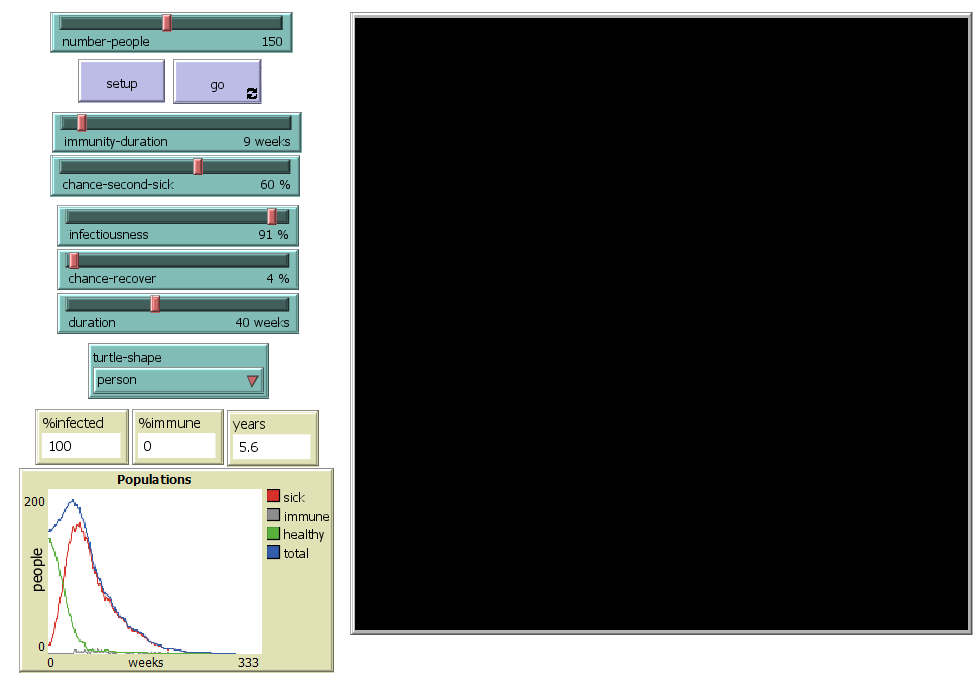 number-people 150
setup
go
immunity-duration 9 weeks
chance-second-sick 60 %
infectiousness 91 %
chance-recover 4 %
duration 40 weeks
turtle-shape
person
%infected
100
%immune
0
years
5.6
Populations
200
people
0
0
weeks
333
sick
immune
healthy
total